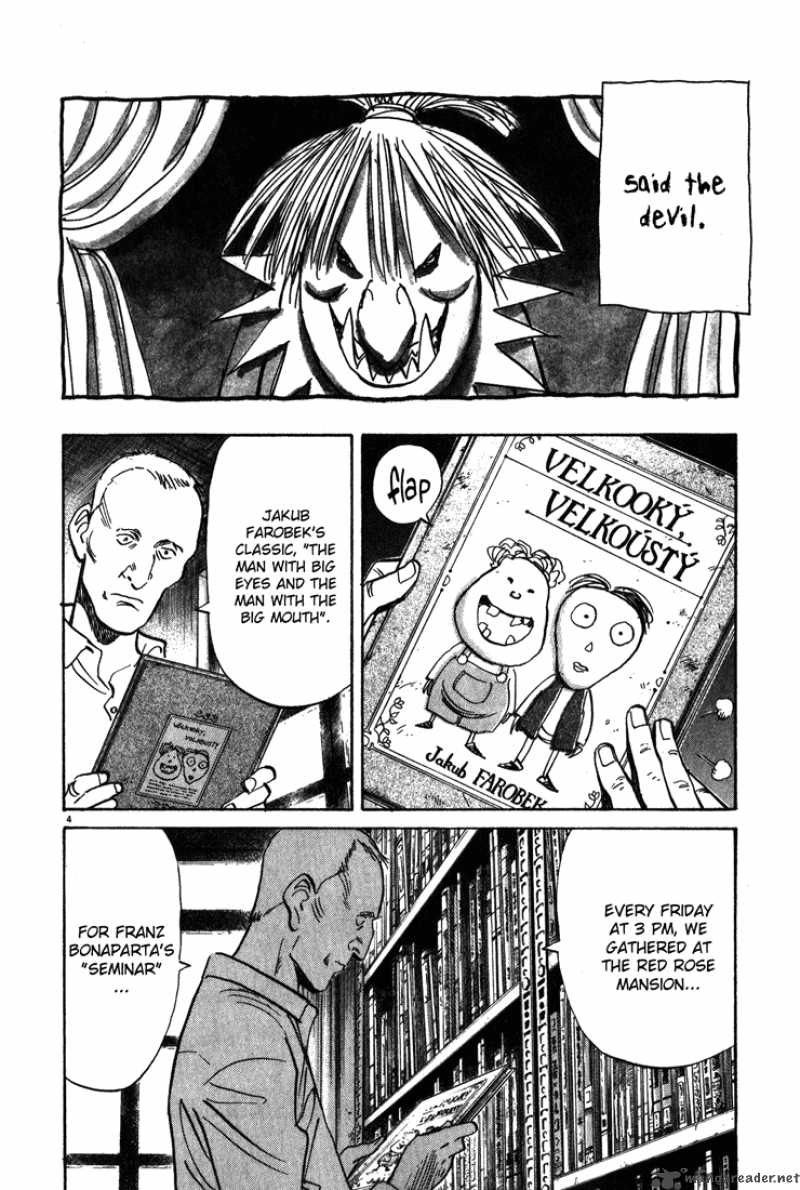 said the
devil.
JAKUB
FAROBEK'S
CLASSIC, "THE
MAN WITH BIG
EYES AND THE
MAN WITH THE
BIG MOUTH".
VELKOOKÝ,
VELKOÚSTÝ
flap
VELKOOKÝ,
VELKOÚSTÝ
Jakub FAROBEK
4
EVERY FRIDAY
AT 3 PM, WE
GATHERED AT
THE RED ROSE
MANSION...
FOR FRANZ
BONAPARTA'S
"SEMINAR"
...